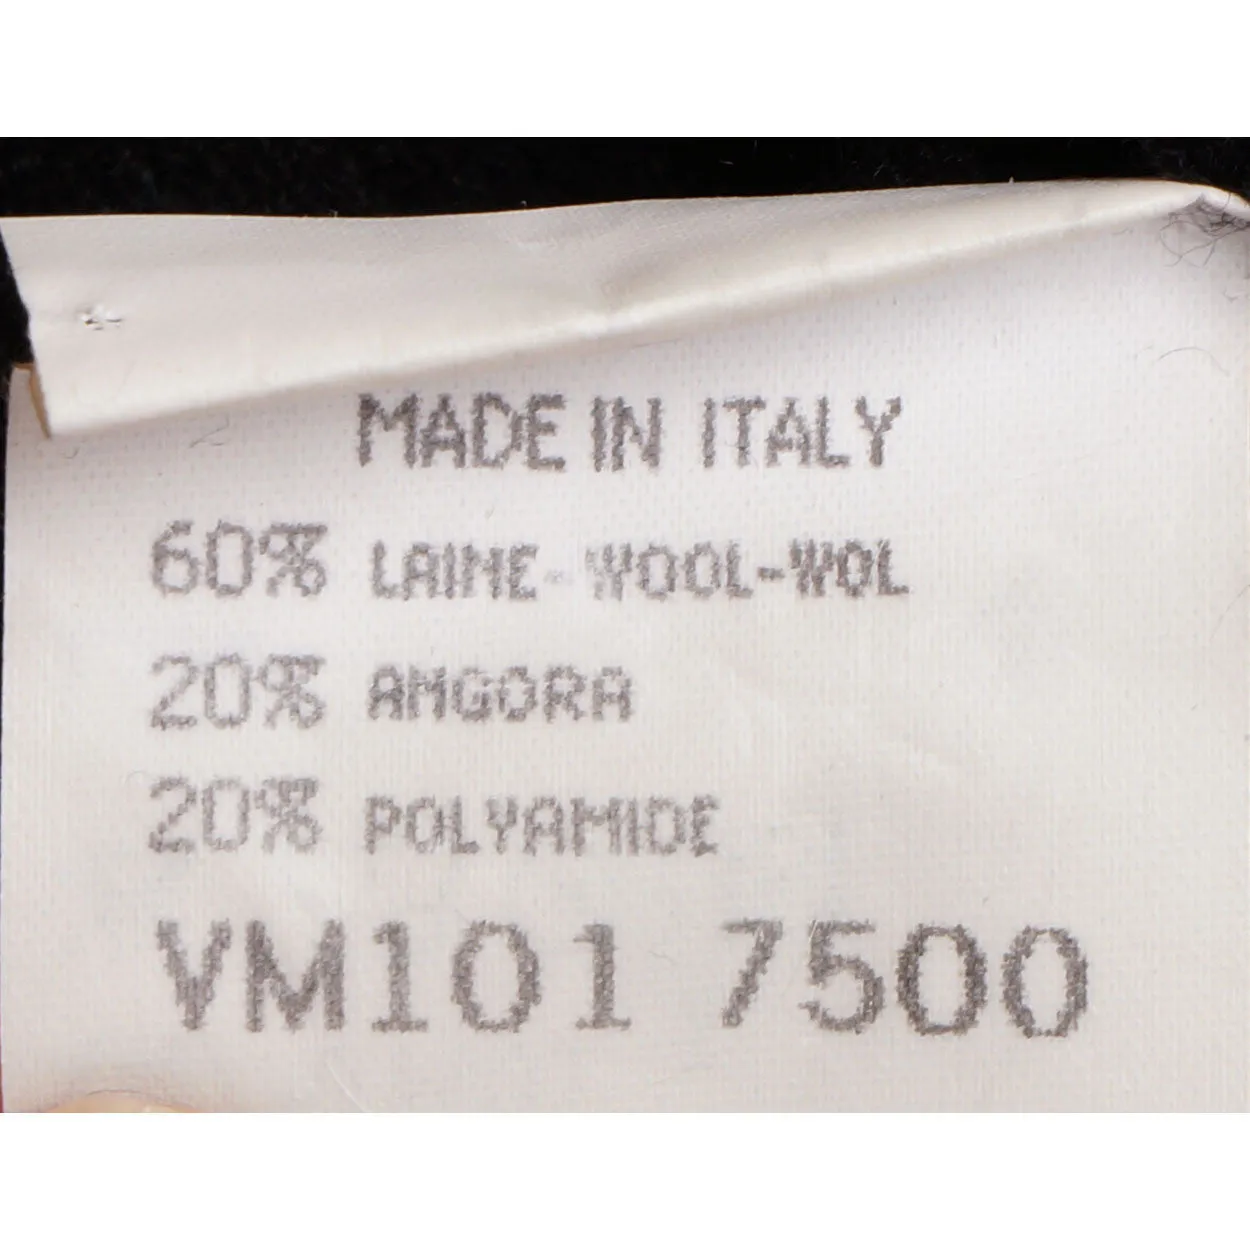 MADE IN ITALY
60% LAINE-WOOL-WOL
20% ANGORA
20% POLYAMIDE
VM101 7500